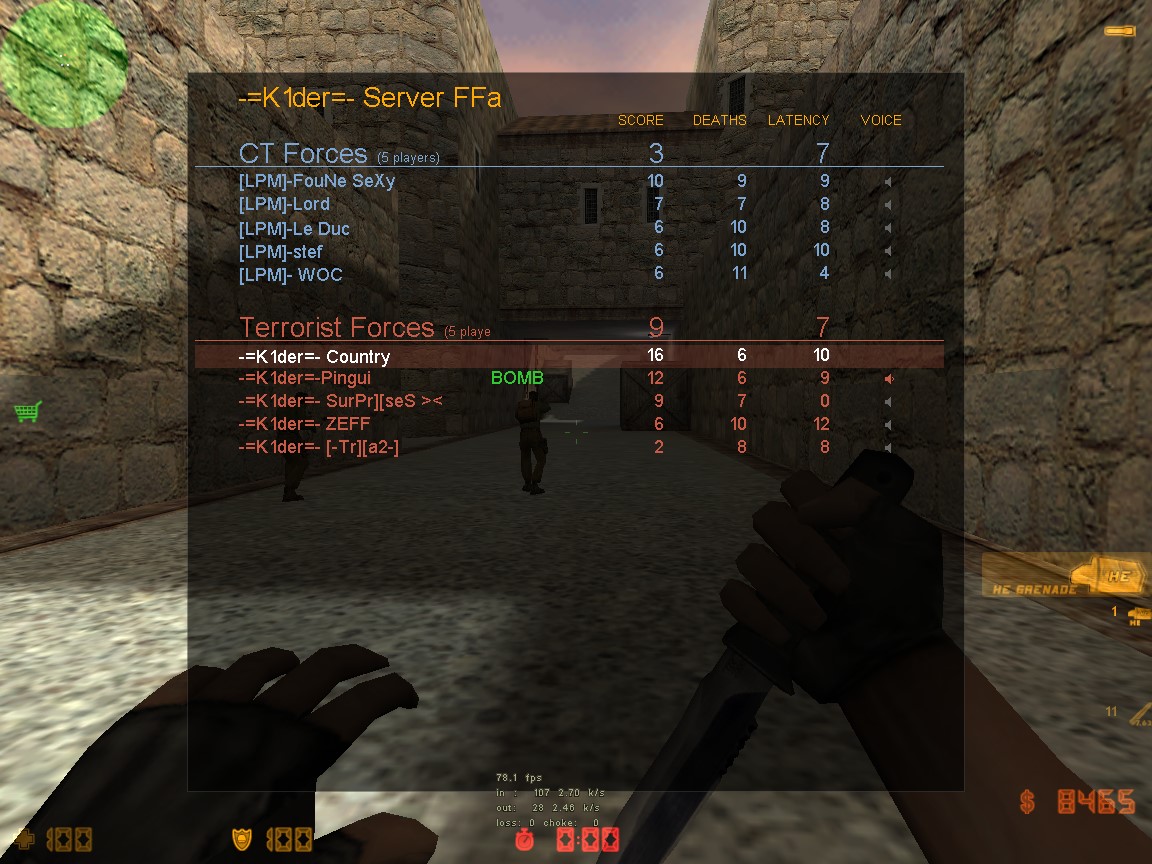 -=K1der=- Server FFa
SCORE DEATHS LATENCY VOICE
CT Forces (5 players) 3 7
[LPM]-FouNe SeXy 10 9 9
[LPM]-Lord 7 7 8
[LPM]-Le Duc 6 10 8
[LPM]-stef 6 10 10
[LPM]- WOC 6 11 4
Terrorist Forces (5 playe 9 7
-=K1der=- Country 16 6 10
-=K1der=-Pingui BOMB 12 6 9
-=K1der=- SurPr][seS >< 9 7 0
-=K1der=- ZEFF 6 10 12
-=K1der=- [-Tr][a2-] 2 8 8
HE
HE GRENADE
1
HE
11
7.62
78.1 fps
in : 107 2.70 k/s
out: 28 2.46 k/s
loss: 0 choke: 0
$ 8465
100 100 0:00